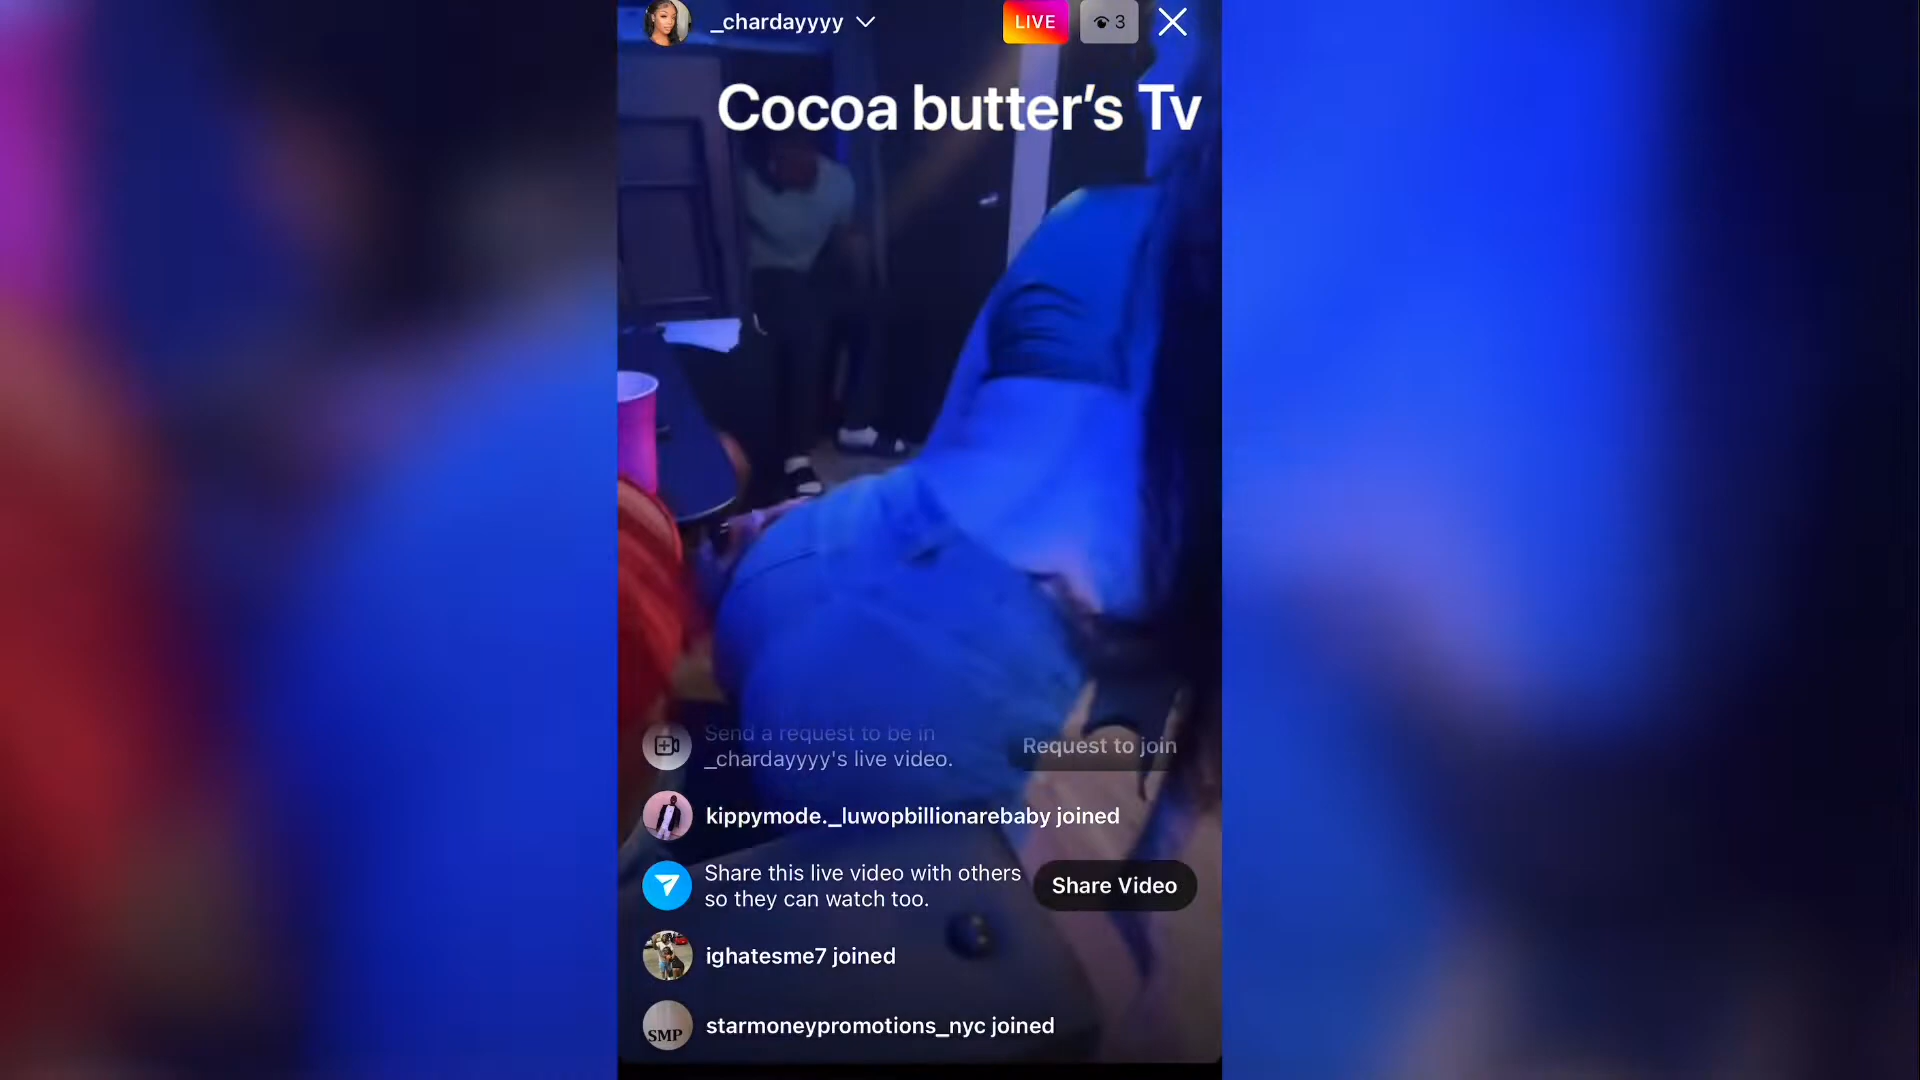 _chardayyyy
LIVE
3
Cocoa butter's Tv
Send a request to be in
_chardayyyy's live video.
Request to join
kippymode._luwopbillionarebaby joined
Share this live video with others
so they can watch too.
Share Video
ighatesme7 joined
SMP
starmoneypromotions_nyc joined